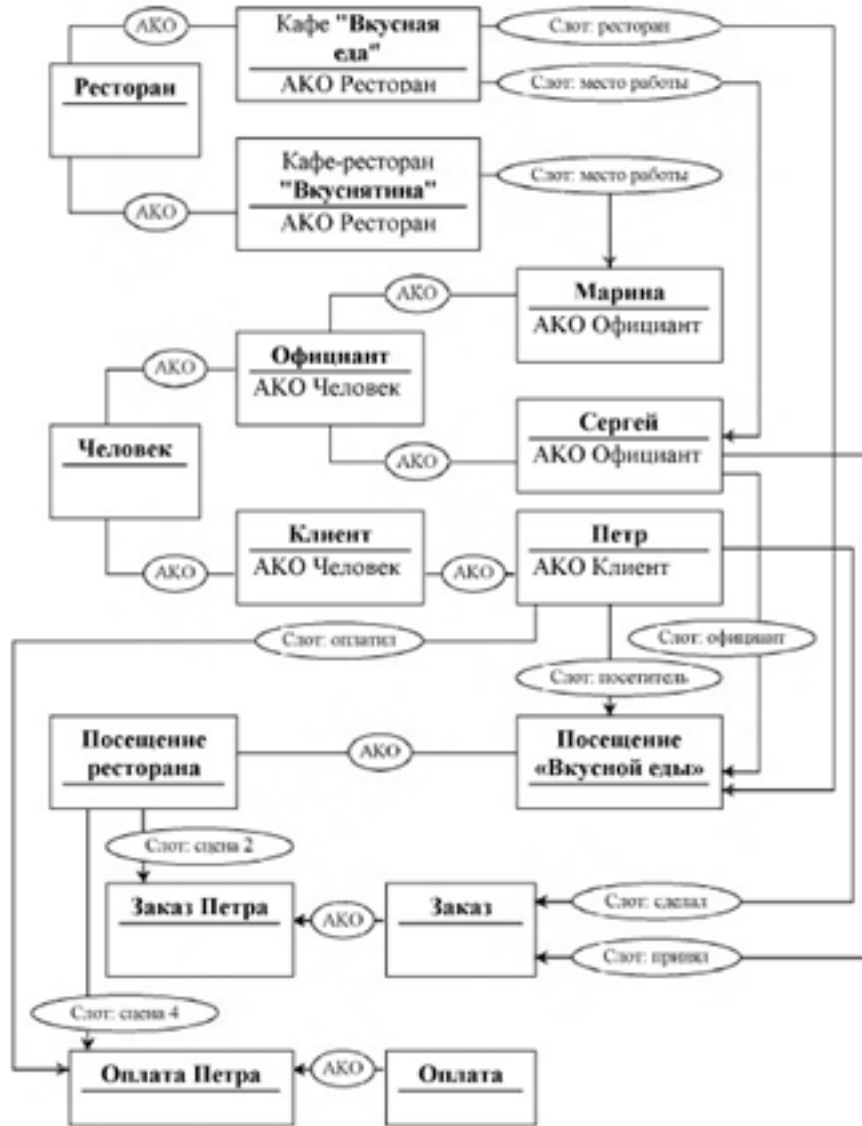 АКО
Кафе "Вкусная
еда"
АКО Ресторан
Слот: ресторан
Слот: место работы
Ресторан
АКО
Кафе-ресторан
"Вкуснятина"
АКО Ресторан
Слот: место работы
АКО
Марина
АКО Официант
АКО
Официант
АКО Человек
Человек
АКО
Сергей
АКО Официант
АКО
Клиент
АКО Человек
АКО
Петр
АКО Клиент
Слот: оплатил
Слот: официант
Слот: посетитель
Посещение
ресторана
АКО
Посещение
«Вкусной еды»
Слот: сцена 2
Заказ Петра
АКО
Заказ
Слот: сделал
Слот: принял
Слот: сцена 4
Оплата Петра
АКО
Оплата